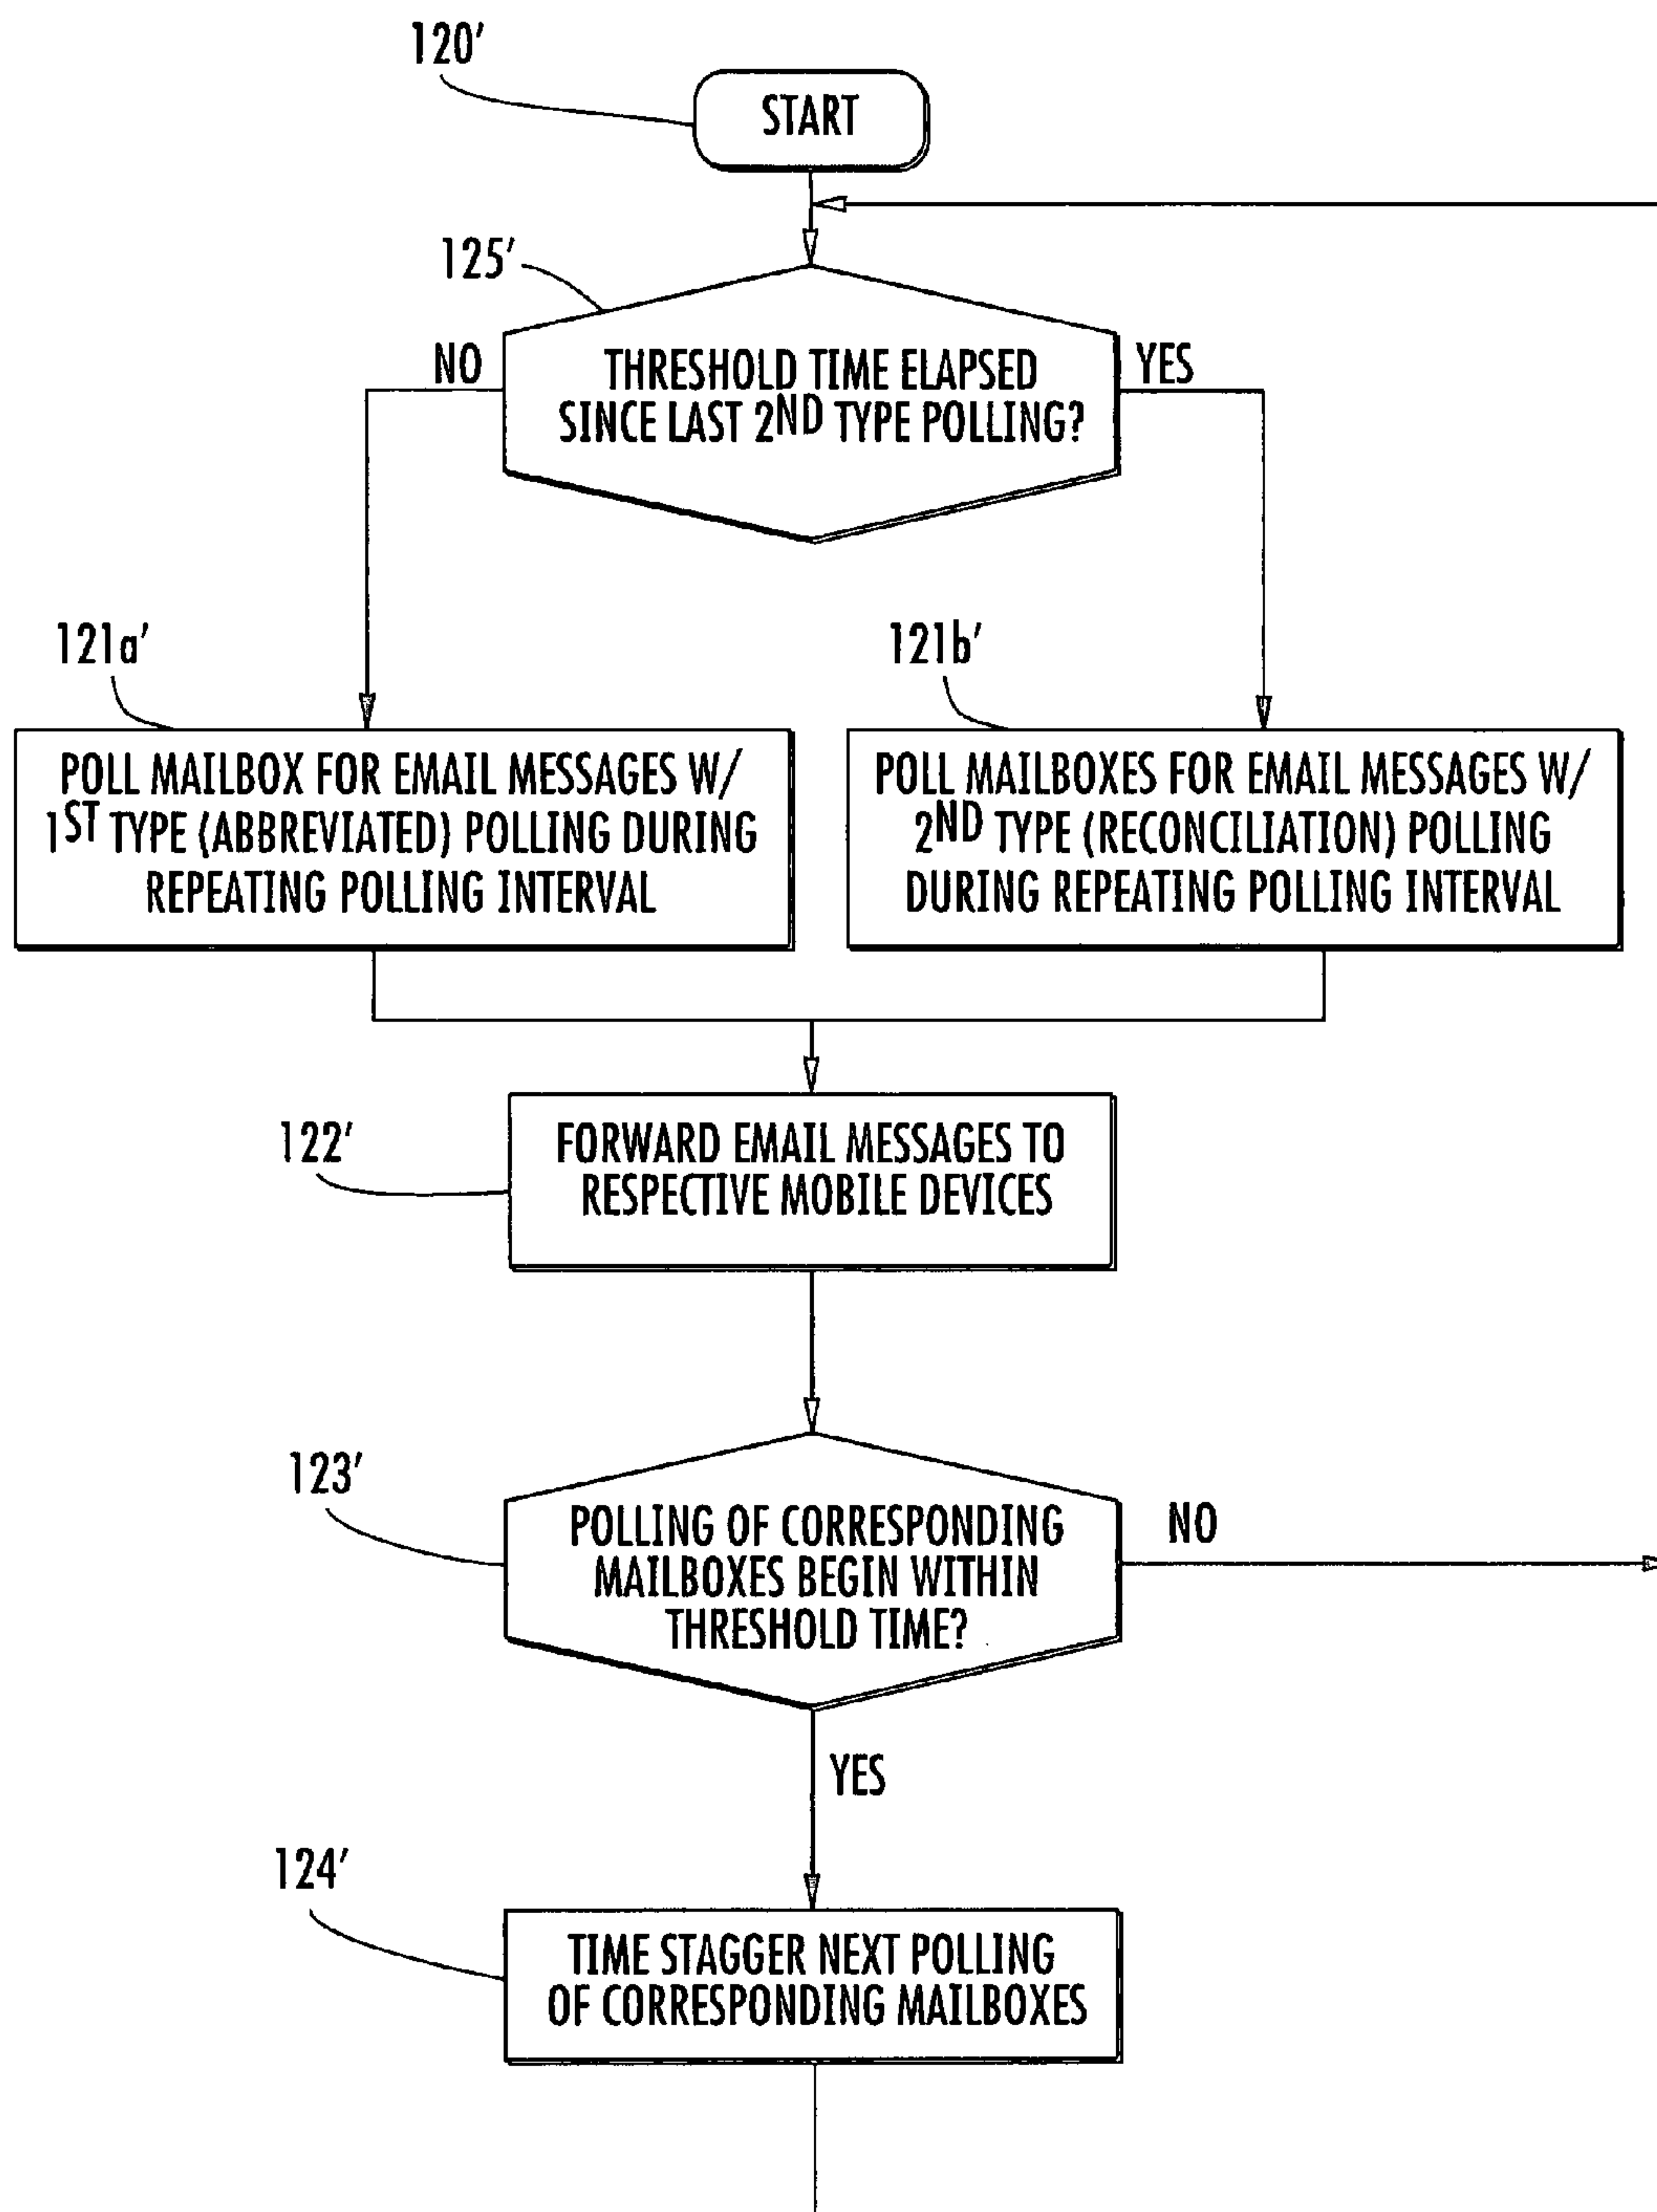 120'
START
125'
NO
THRESHOLD TIME ELAPSED
SINCE LAST 2ND TYPE POLLING?
YES
121a'
121b'
POLL MAILBOX FOR EMAIL MESSAGES W/
1ST TYPE (ABBREVIATED) POLLING DURING
REPEATING POLLING INTERVAL
POLL MAILBOXES FOR EMAIL MESSAGES W/
2ND TYPE (RECONCILIATION) POLLING
DURING REPEATING POLLING INTERVAL
122'
FORWARD EMAIL MESSAGES TO
RESPECTIVE MOBILE DEVICES
123'
POLLING OF CORRESPONDING
MAILBOXES BEGIN WITHIN
THRESHOLD TIME?
NO
YES
124'
TIME STAGGER NEXT POLLING
OF CORRESPONDING MAILBOXES